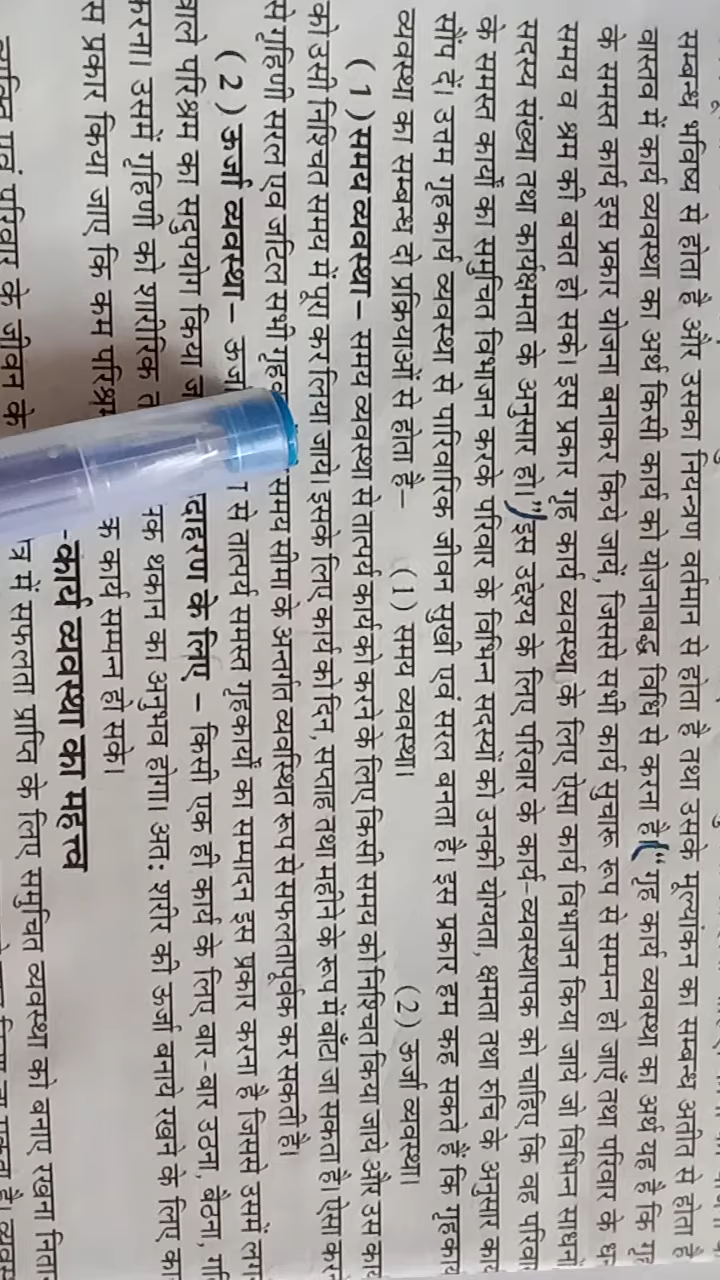 सम्बन्ध भविष्य से होता है और उसका नियन्त्रण वर्तमान से होता है तथा उसके मूल्यांकन का सम्बन्ध अतीत से होता है
वास्तव में कार्य व्यवस्था का अर्थ किसी कार्य को योजनाबद्ध विधि से करना है। “गृह कार्य व्यवस्था का अर्थ यह है कि गृह
के समस्त कार्य इस प्रकार योजना बनाकर किये जायें, जिससे सभी कार्य सुचारू रूप से सम्पन्न हो जाएँ तथा परिवार के
समय व श्रम की बचत हो सके। इस प्रकार गृह कार्य व्यवस्था के लिए ऐसा कार्य विभाजन किया जाये जो विभिन्न साधनों
सदस्य संख्या तथा कार्यक्षमता के अनुसार हो।” इस उद्देश्य के लिए परिवार के कार्य-व्यवस्थापक को चाहिए कि वह परिवार
के समस्त कार्यों का समुचित विभाजन करके परिवार के विभिन्न सदस्यों को उनकी योग्यता, क्षमता तथा रुचि के अनुसार कार्य
सौंप दें। उत्तम गृहकार्य व्यवस्था से पारिवारिक जीवन सुखी एवं सरल बनता है। इस प्रकार हम कह सकते हैं कि गृहकार्य
व्यवस्था का सम्बन्ध दो प्रक्रियाओं से होता है– (1) समय व्यवस्था। (2) ऊर्जा व्यवस्था।
(1) समय व्यवस्था – समय व्यवस्था से तात्पर्य कार्य को करने के लिए किसी समय को निश्चित किया जाये और उस कार्य
को उसी निश्चित समय में पूरा कर लिया जाये। इसके लिए कार्य को दिन, सप्ताह तथा महीने के रूप में बाँटा जा सकता है। ऐसा करने
से गृहिणी सरल एवं जटिल सभी समय सीमा के अन्तर्गत व्यवस्थित रूप से सफलतापूर्वक कर सकती है।
(2) ऊर्जा व्यवस्था – से तात्पर्य समस्त गृहकार्यों का सम्पादन इस प्रकार करना है जिससे उसमें
वाले परिश्रम का सदुपयोग किया के लिए – किसी एक ही कार्य के लिए बार-बार उठना, बैठना,
करना। उसमें गृहिणी को शारीरिक थकान का अनुभव होगा। अत: शरीर की ऊर्जा बनाये रखने के लिए
प्रकार किया जाए कि कम कार्य सम्पन्न हो सके।
कार्य व्यवस्था का महत्त्व
एवं परिवार के जीवन के में सफलता प्राप्ति के लिए समुचित व्यवस्था को बनाए रखना